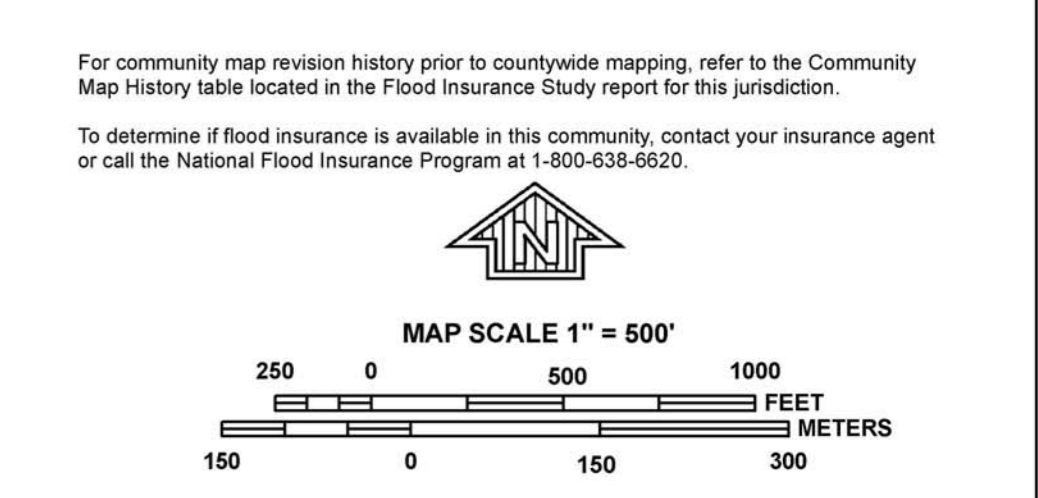 For community map revision history prior to countywide mapping, refer to the Community
Map History table located in the Flood Insurance Study report for this jurisdiction.
To determine if flood insurance is available in this community, contact your insurance agent
or call the National Flood Insurance Program at 1-800-638-6620.
N
MAP SCALE 1" = 500'
250 0 500 1000
FEET
METERS
150 0 150 300